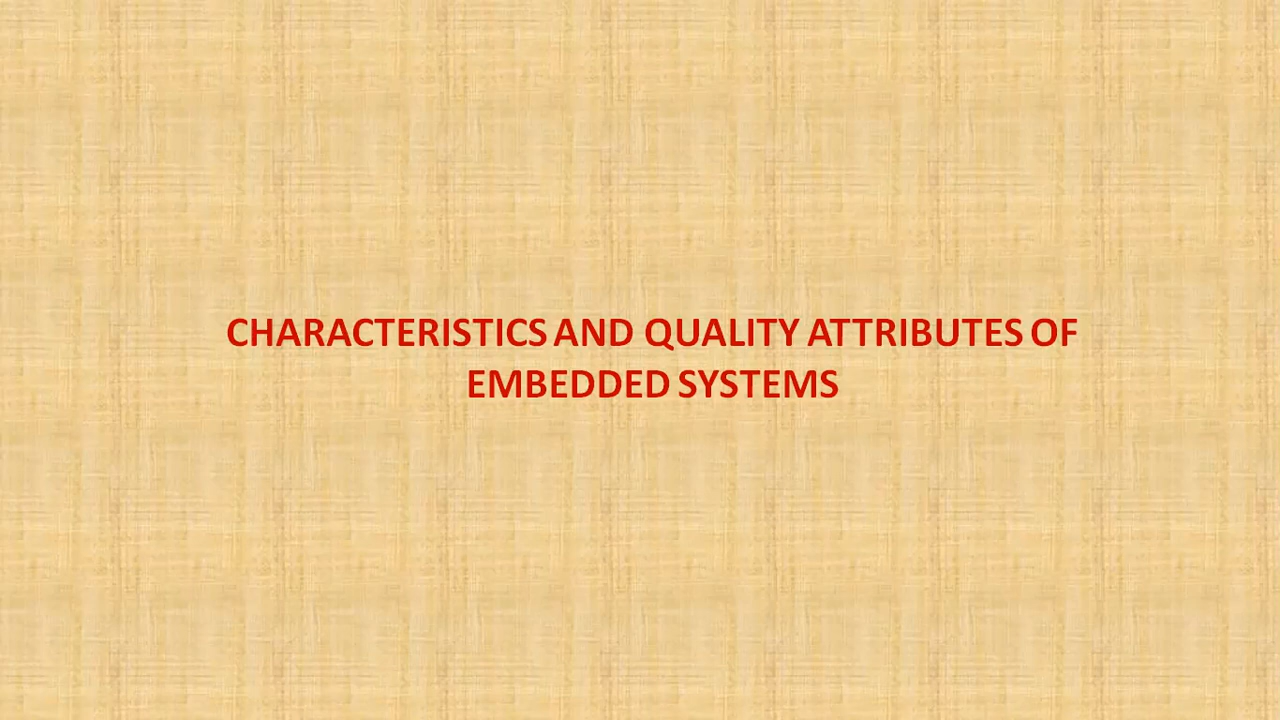 CHARACTERISTICS AND QUALITY ATTRIBUTES OF
EMBEDDED SYSTEMS